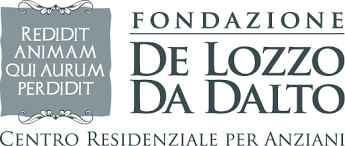 REDIDIT
ANIMAM
QUI AURUM
PERDIDIT
FONDAZIONE
DE LOZZO
DA DALTO
CENTRO RESIDENZIALE PER ANZIANI